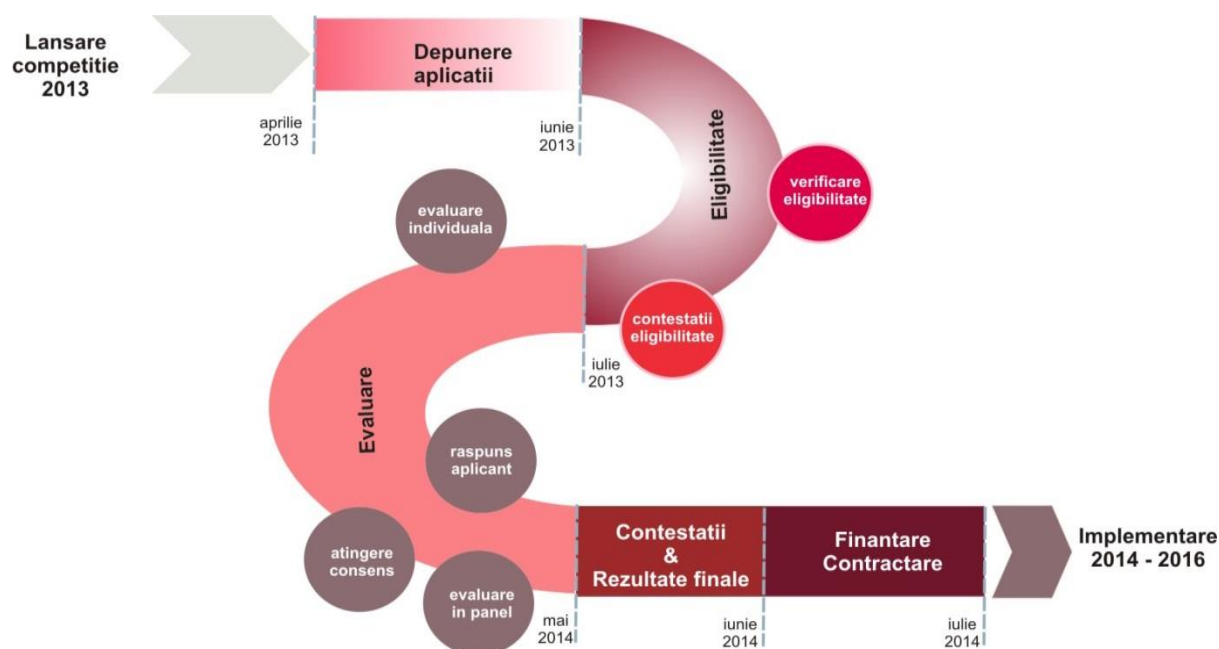 Lansare
competitie
2013
Depunere
aplicatii
aprilie
2013
iunie
2013
Eligibilitate
verificare
eligibilitate
contestatii
eligibilitate
iulie
2013
evaluare
individuala
Evaluare
raspuns
aplicant
atingere
consens
evaluare
in panel
mai
2014
Contestatii
&
Rezultate finale
iunie
2014
Finantare
Contractare
iulie
2014
Implementare
2014 - 2016